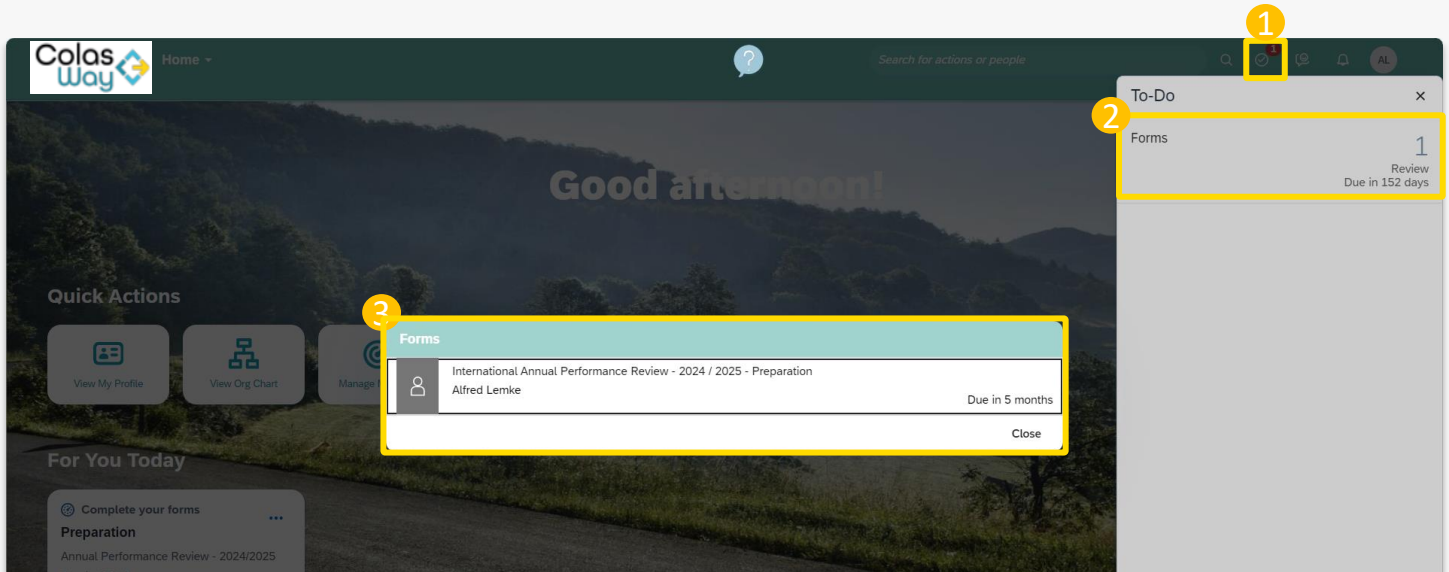 1
Colas
Way
Home
?
Search for actions or people
1
AL
To-Do
2
Forms
1
Review
Due in 152 days
Good afternoon!
Quick Actions
View My Profile
View Org Chart
Manage
3
Forms
International Annual Performance Review - 2024 / 2025 - Preparation
Alfred Lemke
Due in 5 months
Close
For You Today
Complete your forms
Preparation
Annual Performance Review - 2024/2025